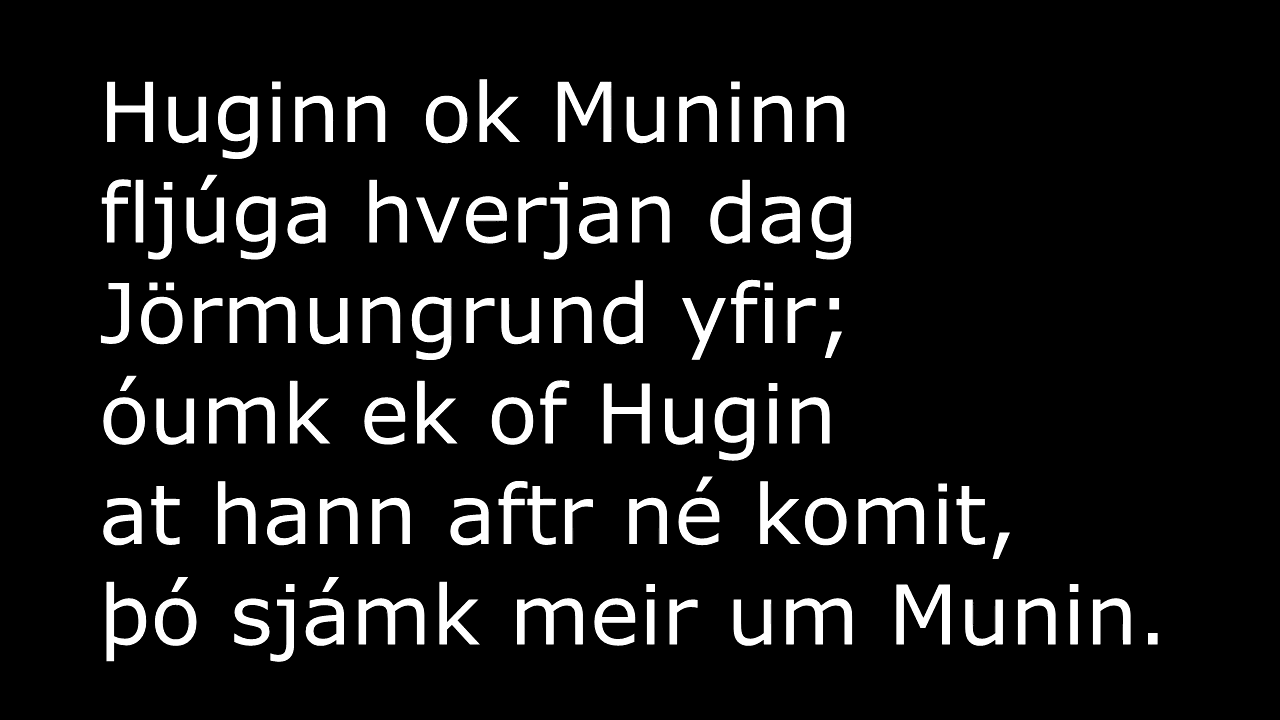 Huginn ok Muninn
fljúga hverjan dag
Jörmungrund yfir;
óumk ek of Hugin
at hann aftr né komit,
þó sjámk meir um Munin.